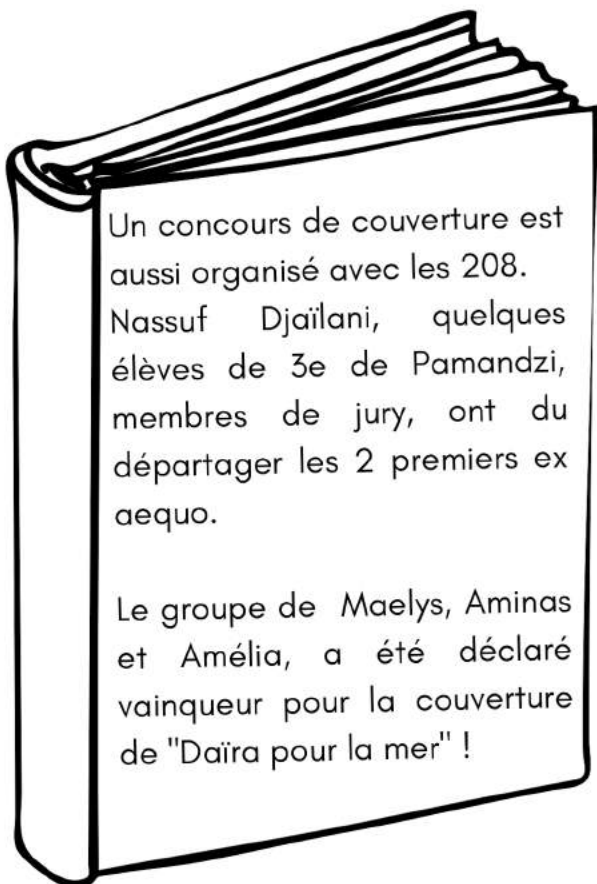 Un concours de couverture est
aussi organisé avec les 208.
Nassuf Djaïlani, quelques
élèves de 3e de Pamandzi,
membres de jury, ont du
départager les 2 premiers ex
aequo.
Le groupe de Maelys, Aminas
et Amélia, a été déclaré
vainqueur pour la couverture
de "Daïra pour la mer" !